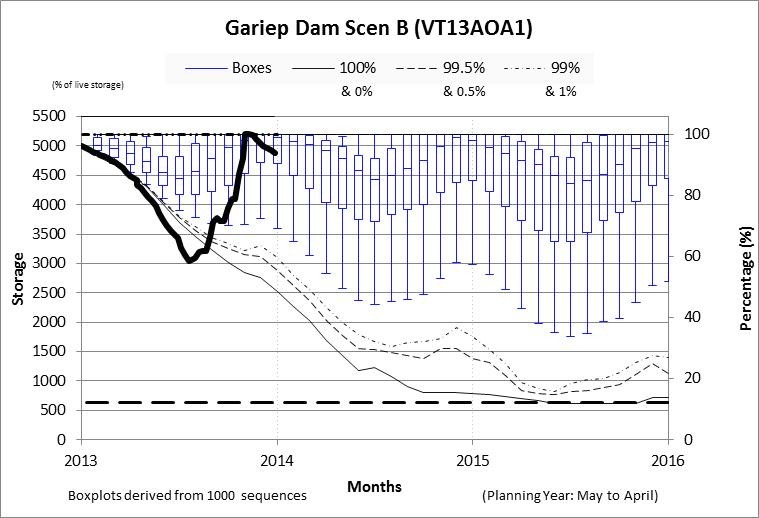 Gariep Dam Scen B (VT13AOA1)
Boxes 100% & 0% 99.5% & 0.5% 99% & 1%
(% of live storage)
5500
5000
4500
4000
3500
3000
2500
2000
1500
1000
500
0
Storage
100
80
60
40
20
0
Percentage (%)
2013 2014 2015 2016
Months
Boxplots derived from 1000 sequences
(Planning Year: May to April)